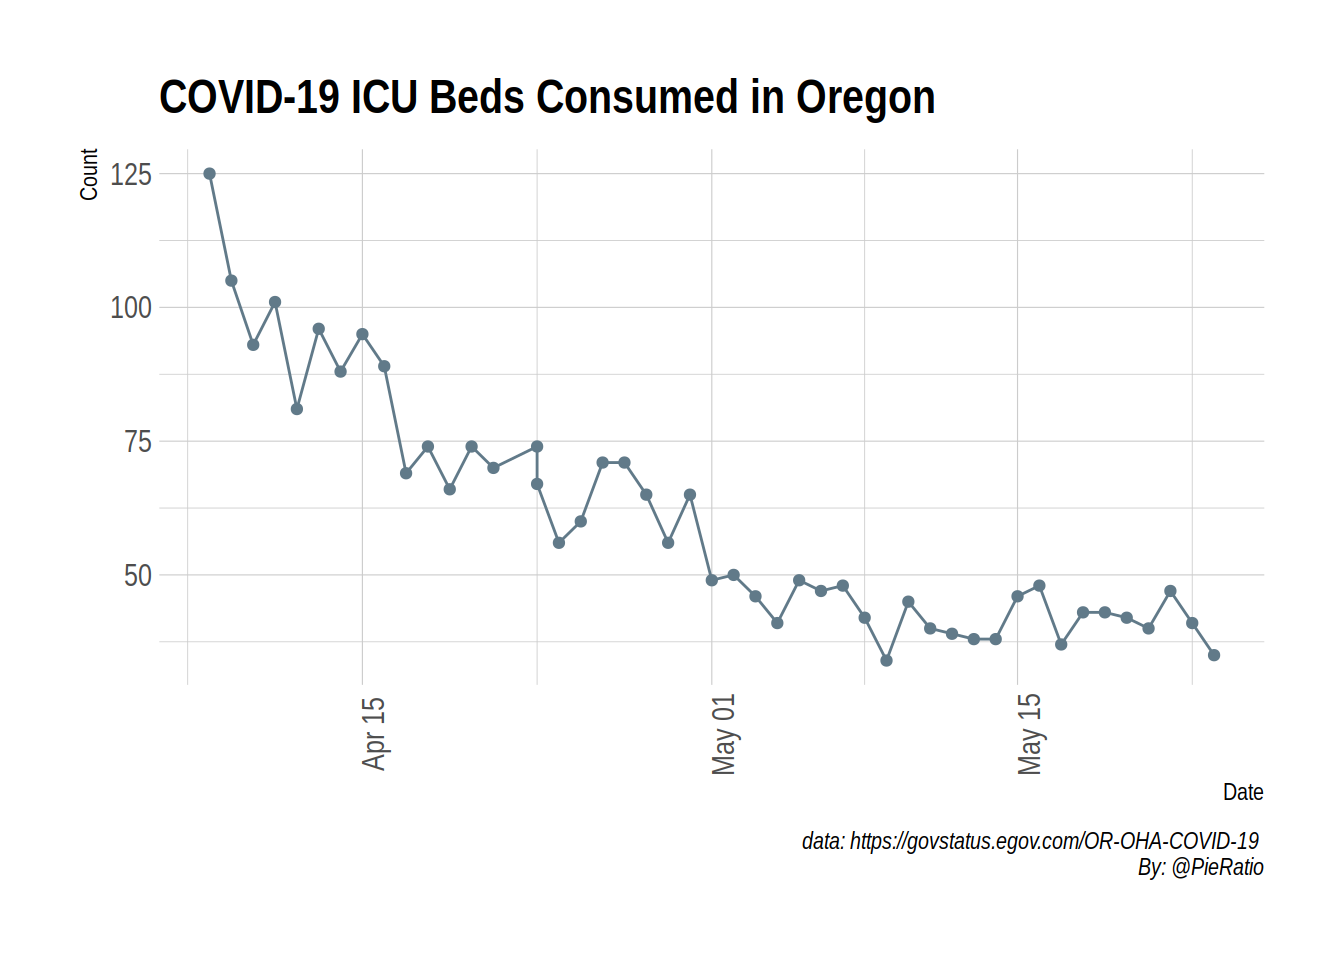 COVID-19 ICU Beds Consumed in Oregon
Count
125
100
75
50
Apr 15
May 01
May 15
Date
data: https://govstatus.egov.com/OR-OHA-COVID-19
By: @PieRatio